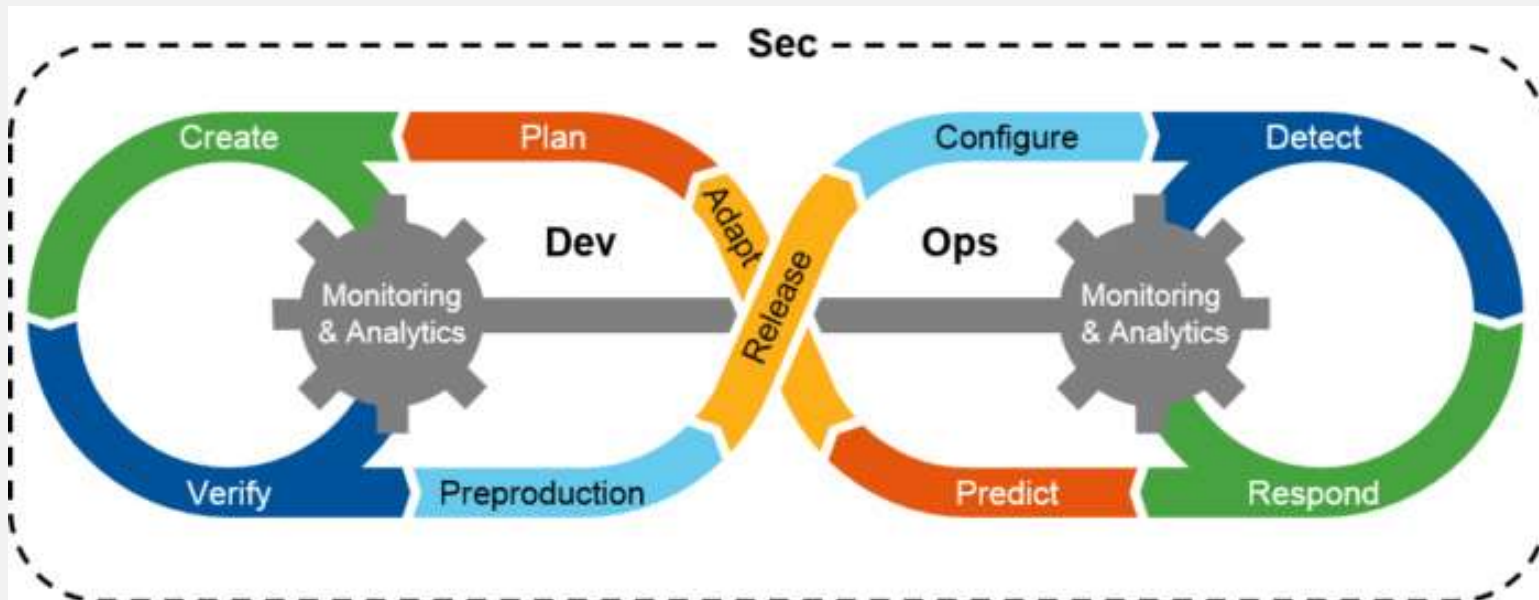 Sec
Create
Plan
Configure
Detect
Adapt
Dev
Ops
Release
Monitoring
& Analytics
Monitoring
& Analytics
Verify
Preproduction
Predict
Respond